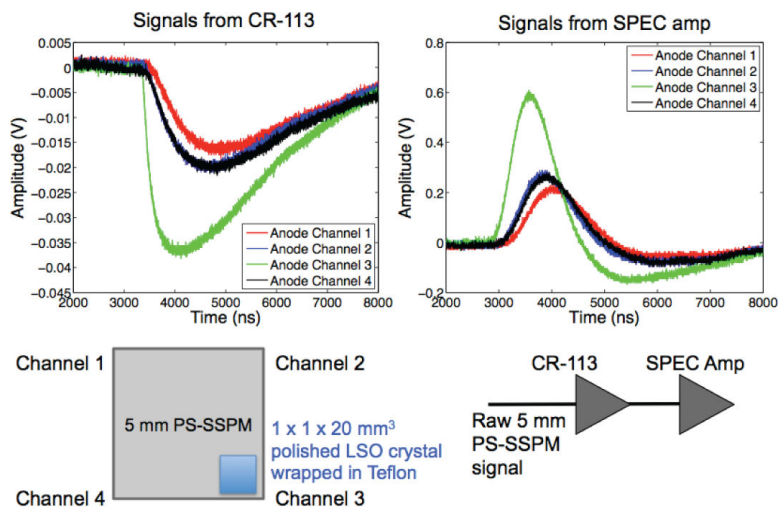 Signals from CR-113
Signals from SPEC amp
0.005
0
−0.005
−0.01
−0.015
−0.02
−0.025
−0.03
−0.035
−0.04
−0.045
Amplitude (V)
Anode Channel 1
Anode Channel 2
Anode Channel 3
Anode Channel 4
2000 3000 4000 5000 6000 7000 8000
Time (ns)
0.8
0.6
0.4
0.2
0
−0.2
Amplitude (V)
Anode Channel 1
Anode Channel 2
Anode Channel 3
Anode Channel 4
2000 3000 4000 5000 6000 7000 8000
Time (ns)
Channel 1
Channel 2
5 mm PS-SSPM
1 x 1 x 20 mm³
polished LSO crystal
wrapped in Teflon
Channel 4
Channel 3
CR-113
SPEC Amp
Raw 5 mm
PS-SSPM
signal